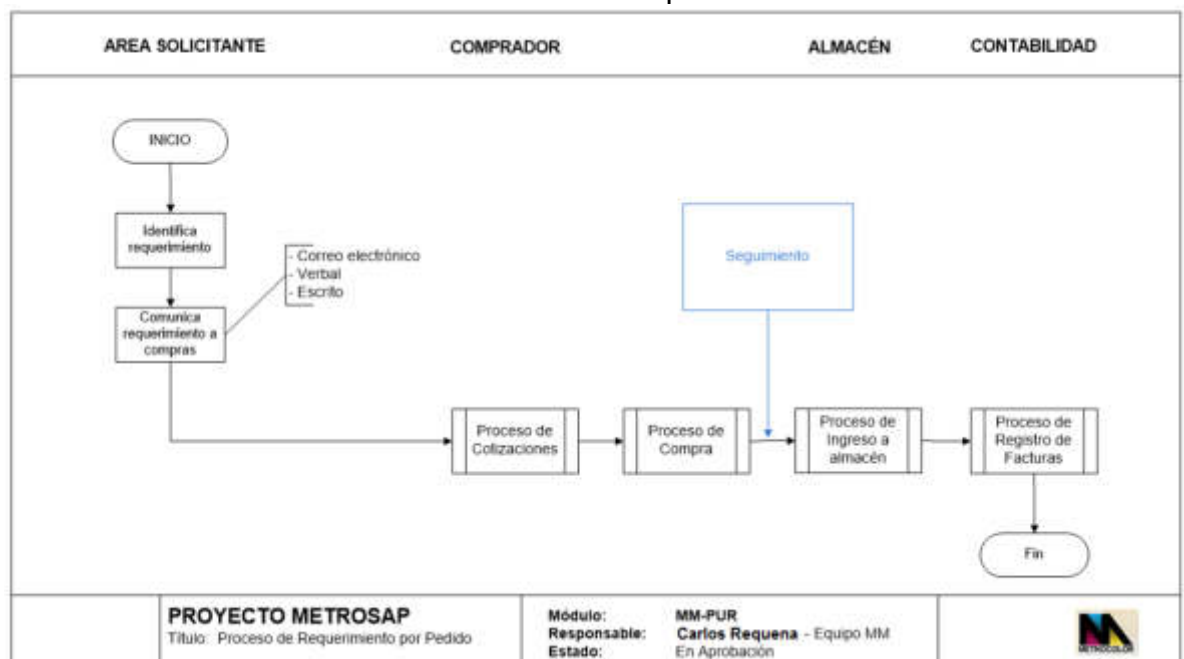 AREA SOLICITANTE
COMPRADOR
ALMACÉN
CONTABILIDAD
INICIO
Identifica
requerimiento
- Correo electrónico
- Verbal
- Escrito
Comunica
requerimiento a
compras
Seguimiento
Proceso de
Cotizaciones
Proceso de
Compra
Proceso de
Ingreso a
almacén
Proceso de
Registro de
Facturas
Fin
PROYECTO METROSAP
Título: Proceso de Requerimiento por Pedido
Módulo: MM-PUR
Responsable: Carlos Requena - Equipo MM
Estado: En Aprobación
METROCOLOR